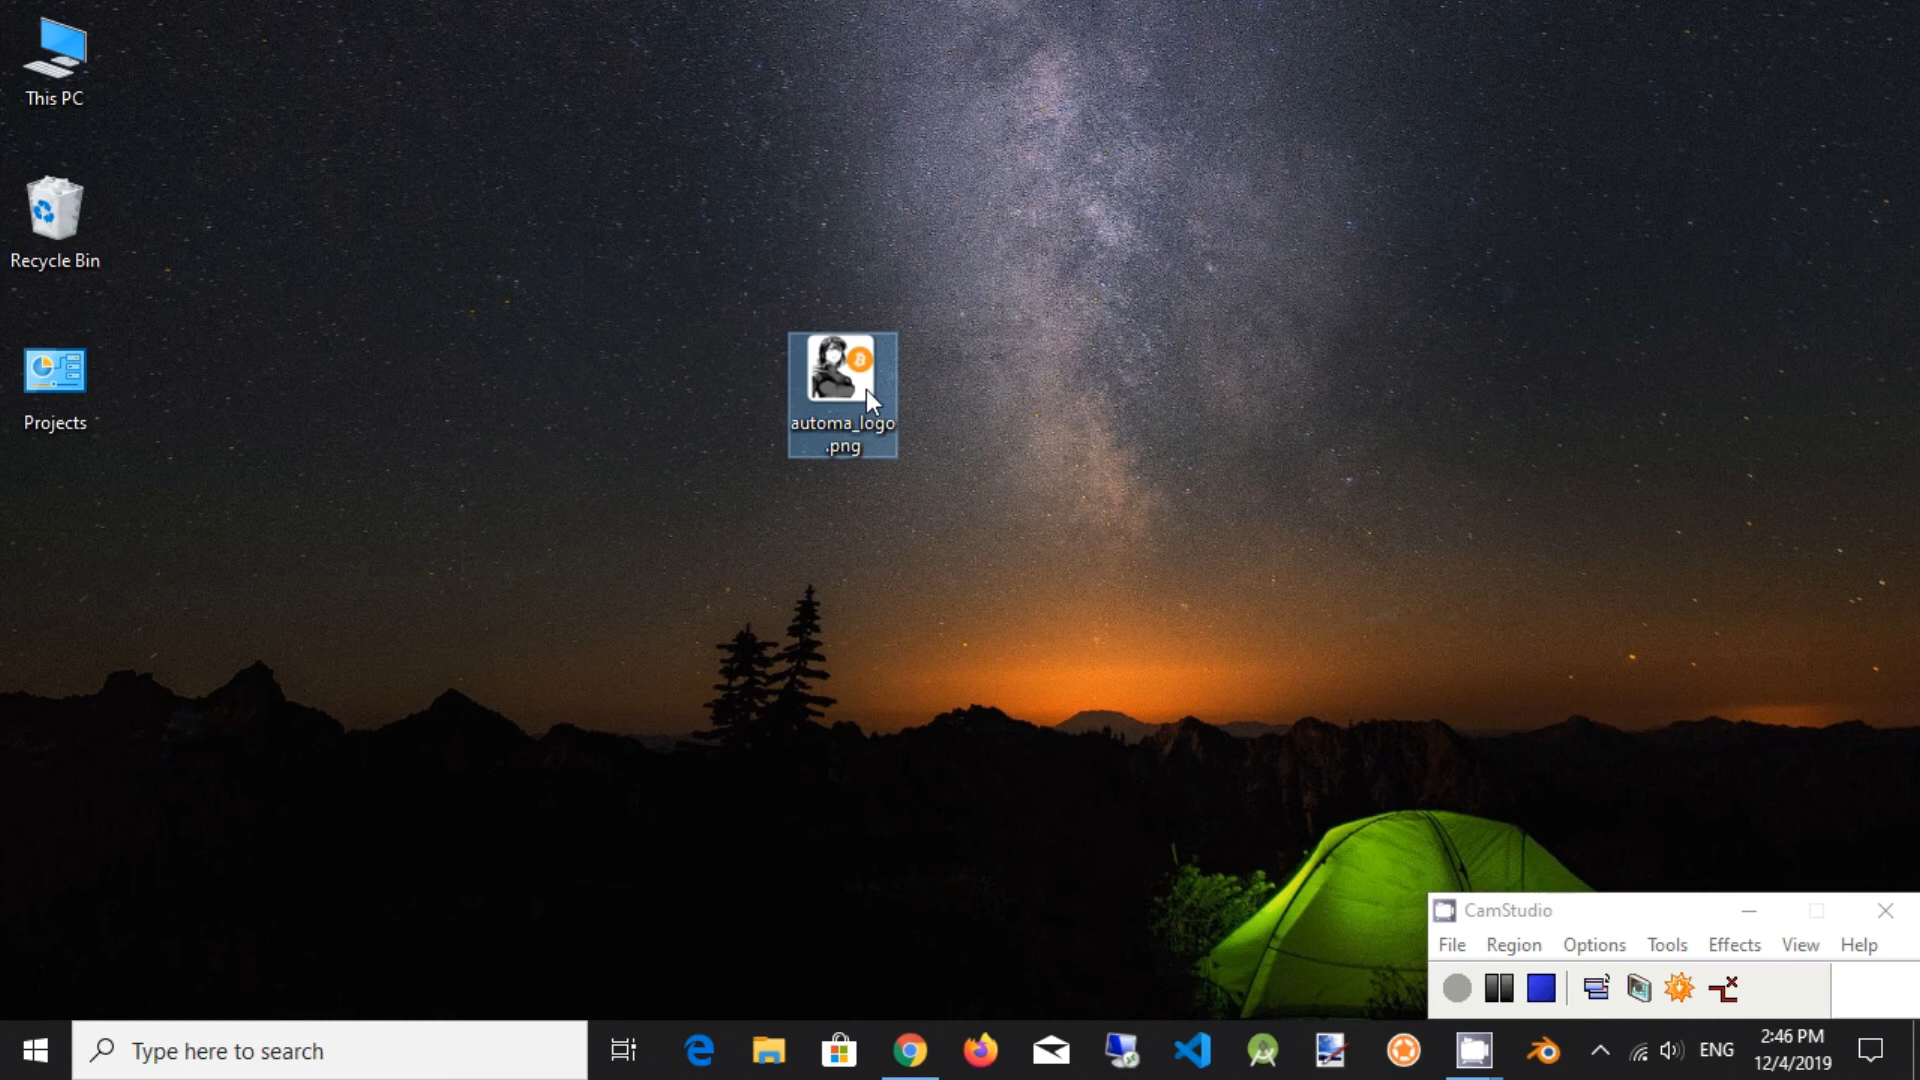 This PC
Recycle Bin
Projects
automa_logo
.png
CamStudio
File Region Options Tools Effects View Help
Type here to search
ENG
2:46 PM
12/4/2019